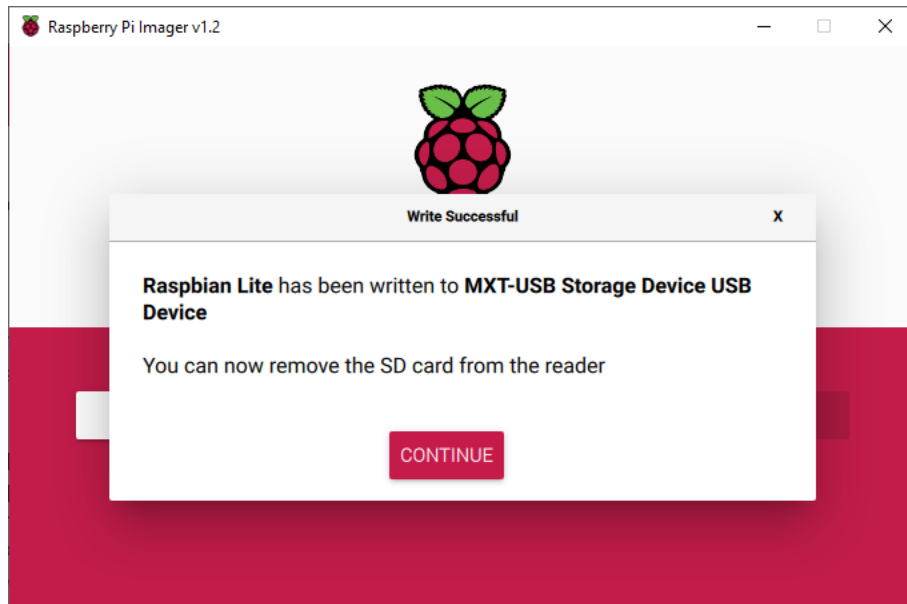 Raspberry Pi Imager v1.2
Write Successful
X
Raspbian Lite has been written to MXT-USB Storage Device USB
Device
You can now remove the SD card from the reader
CONTINUE